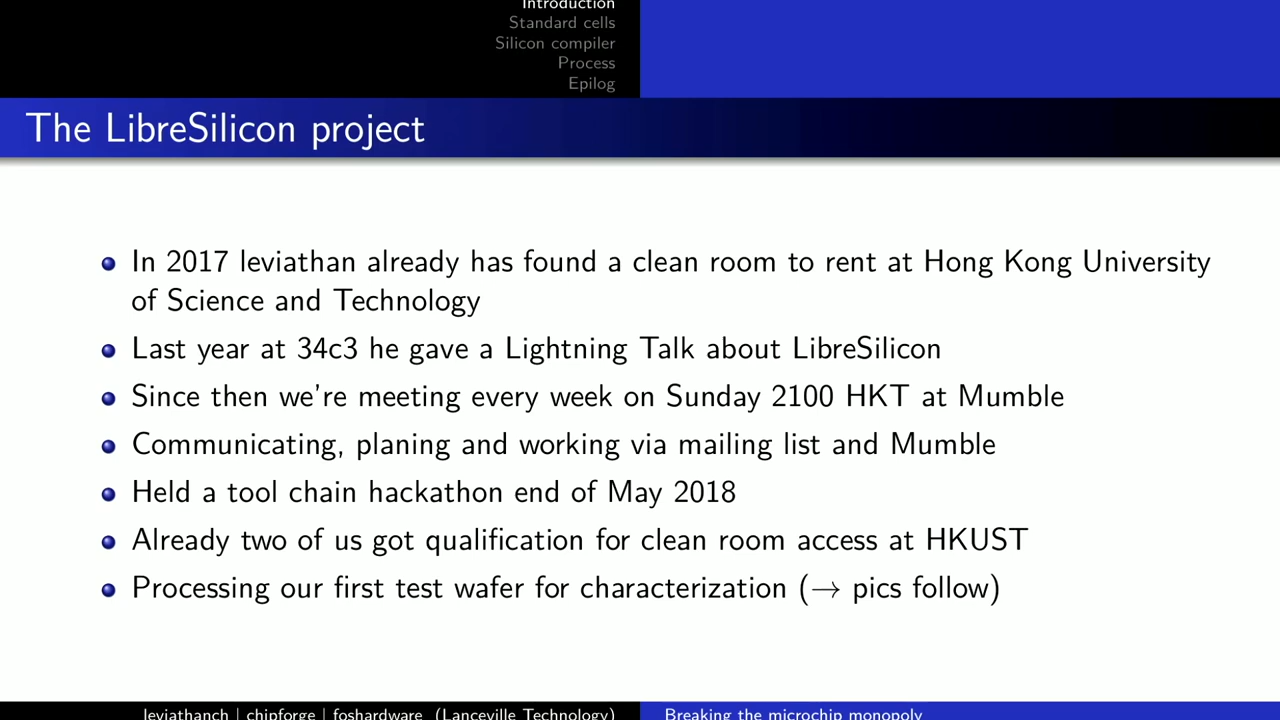 Introduction
Standard cells
Silicon compiler
Process
Epilog
The LibreSilicon project
In 2017 leviathan already has found a clean room to rent at Hong Kong University
of Science and Technology
Last year at 34c3 he gave a Lightning Talk about LibreSilicon
Since then we're meeting every week on Sunday 2100 HKT at Mumble
Communicating, planing and working via mailing list and Mumble
Held a tool chain hackathon end of May 2018
Already two of us got qualification for clean room access at HKUST
Processing our first test wafer for characterization (→ pics follow)
leviathanch | chipforge | foshardware (Lanceville Technology)
Breaking the microchip monopoly